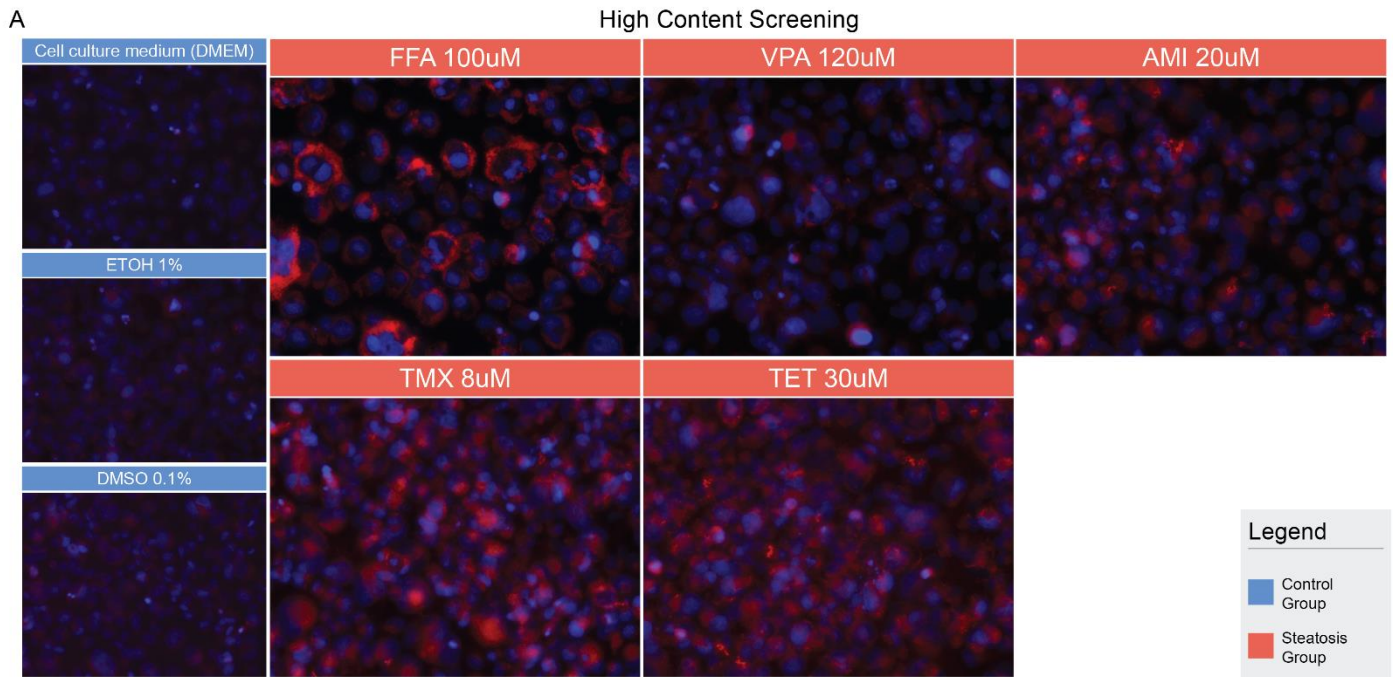 A
High Content Screening
Cell culture medium (DMEM)
FFA 100uM
VPA 120uM
AMI 20uM
ETOH 1%
TMX 8uM
TET 30uM
DMSO 0.1%
Legend
Control
Group
Steatosis
Group